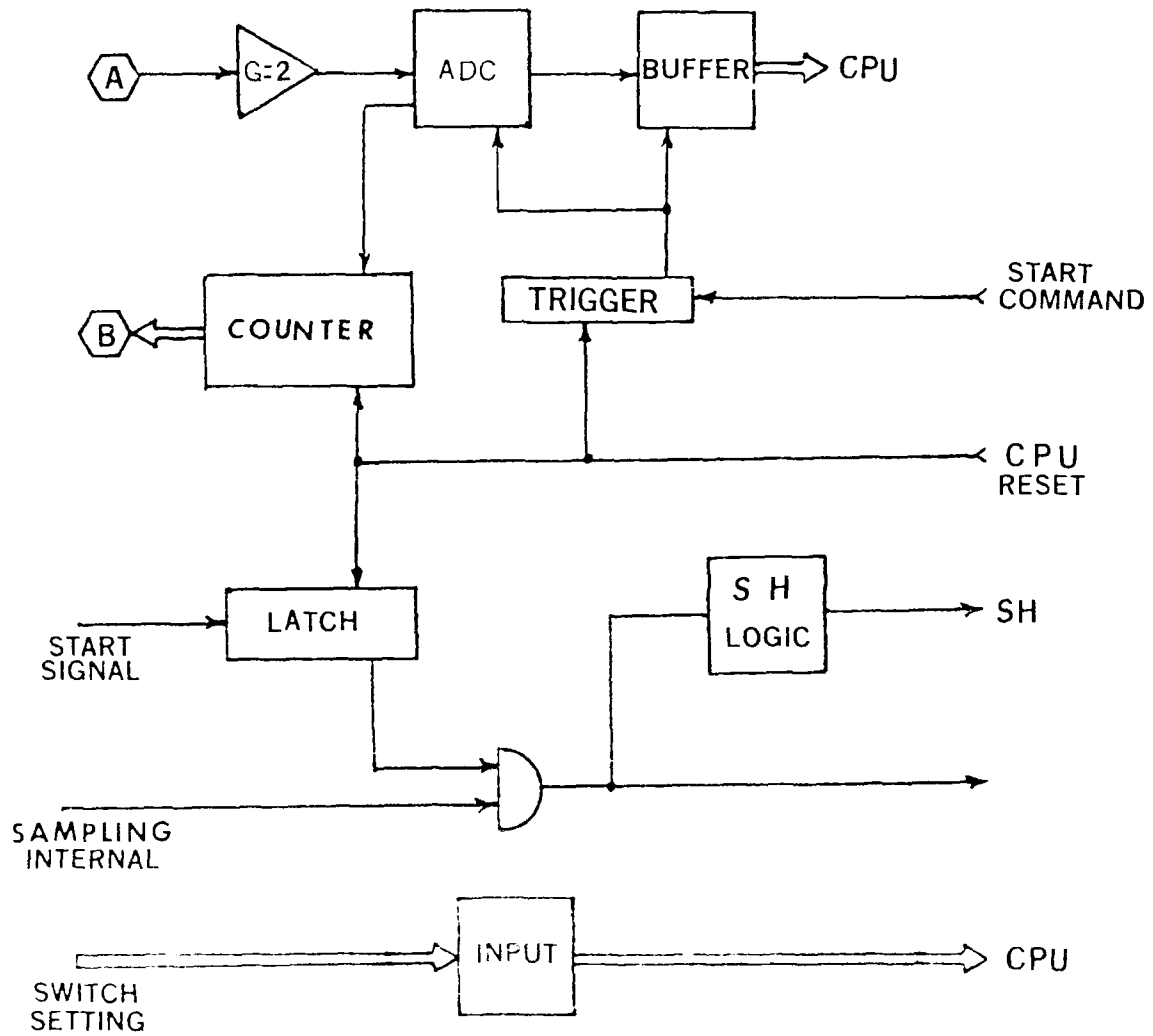 A
G=2
ADC
BUFFER
CPU
START
COMMAND
TRIGGER
B
COUNTER
CPU
RESET
LATCH
START
SIGNAL
S H
LOGIC
SH
SAMPLING
INTERNAL
INPUT
CPU
SWITCH
SETTING